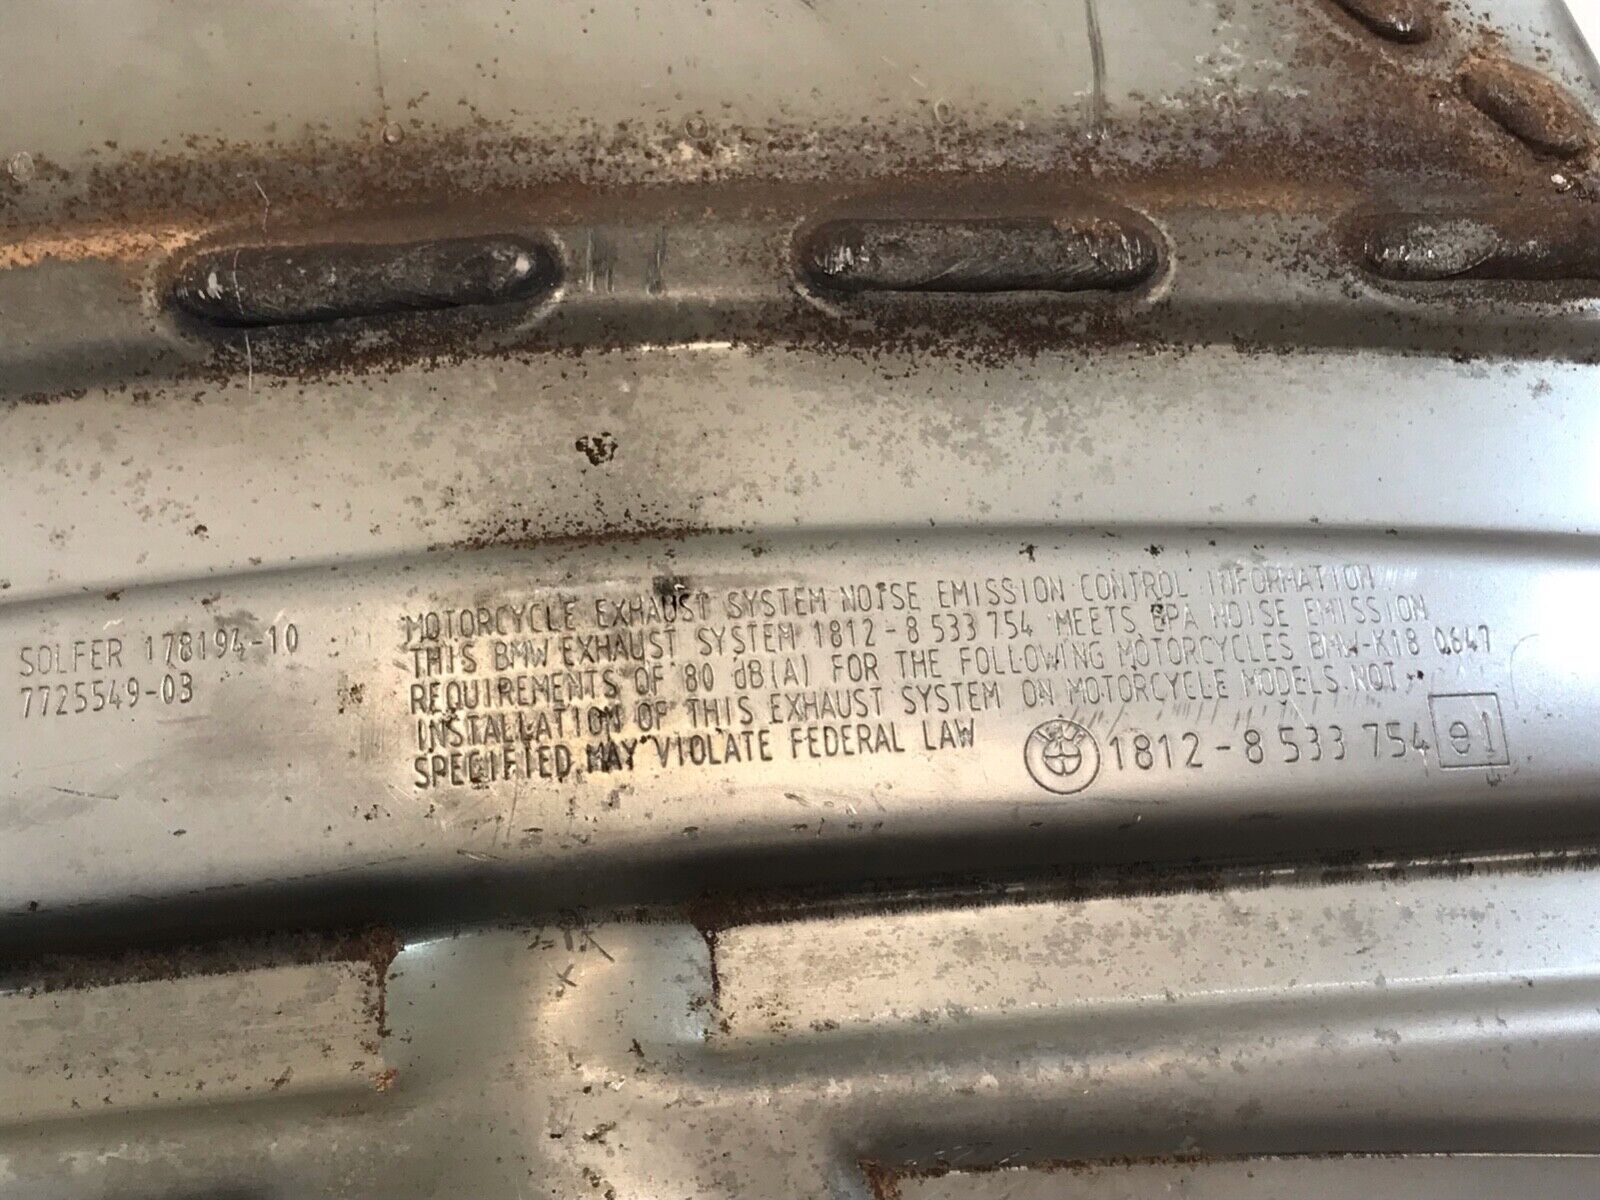 SOLFER 178194-10
7725549-03
MOTORCYCLE EXHAUST SYSTEM NOISE EMISSION CONTROL INFORMATION
THIS BMW EXHAUST SYSTEM 1812-8 533 754 MEETS EPA NOISE EMISSION
REQUIREMENTS OF 80 dB(A) FOR THE FOLLOWING MOTORCYCLES BMW-K18 0647
INSTALLATION OF THIS EXHAUST SYSTEM ON MOTORCYCLE MODELS NOT
SPECIFIED MAY VIOLATE FEDERAL LAW
BMW 1812-8 533 754 e1